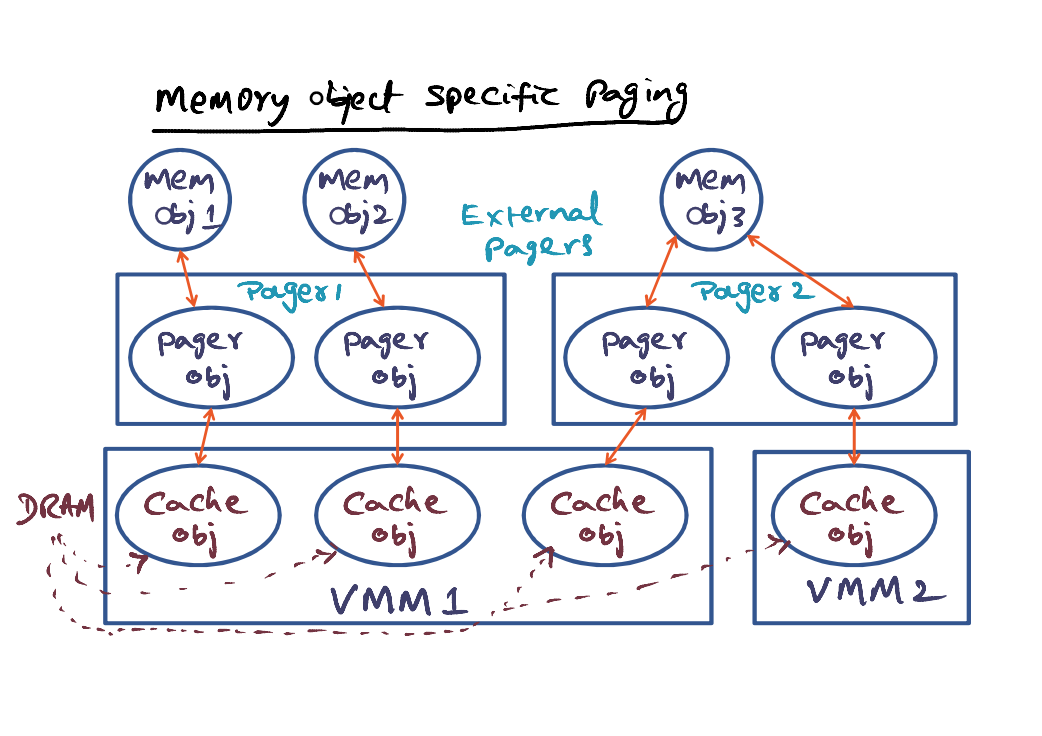 Memory object specific Paging
Mem
obj 1
Mem
obj2
Mem
obj3
External
pagers
Pager 1
Pager 2
pager
obj
pager
obj
pager
obj
pager
obj
DRAM
Cache
obj
Cache
obj
Cache
obj
Cache
obj
VMM 1
VMM 2